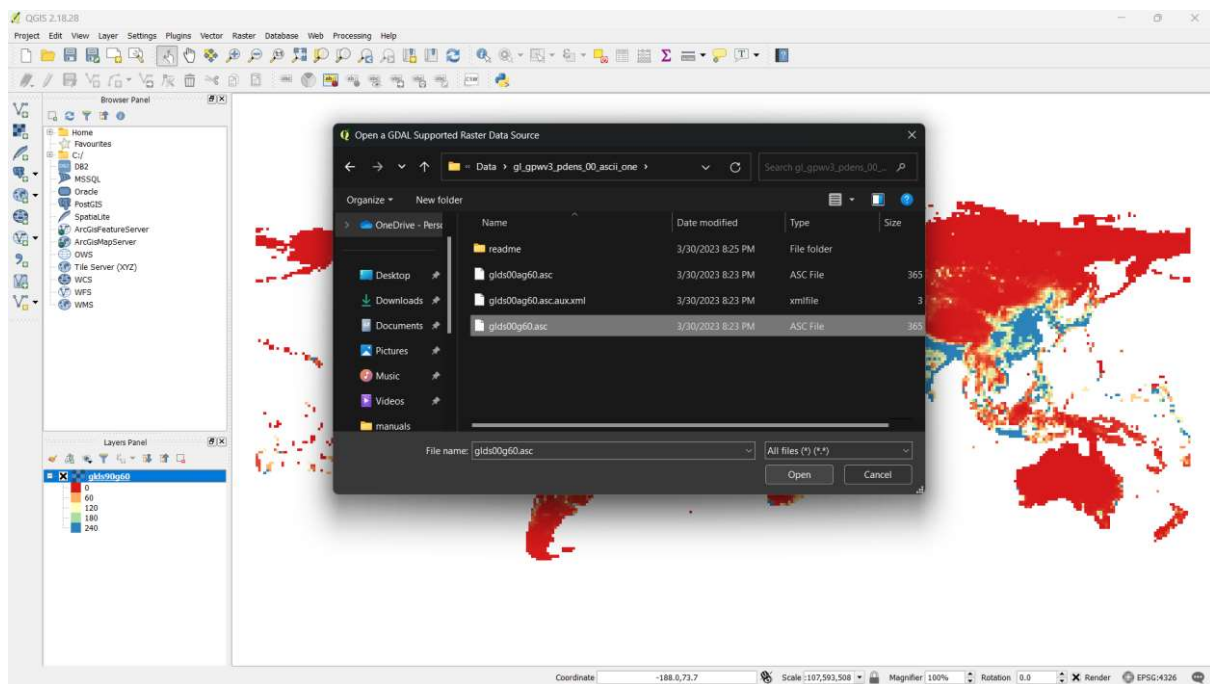 QGIS 2.18.28
Project Edit View Layer Settings Plugins Vector Raster Database Web Processing Help
Browser Panel
Home
Favourites
C:/
DB2
MSSQL
Oracle
PostGIS
SpatiaLite
ArcGisFeatureServer
ArcGisMapServer
OWS
Tile Server (XYZ)
WCS
WFS
WMS
Layers Panel
glds90g60
0
60
120
180
240
Open a GDAL Supported Raster Data Source
Data › gl_gpwv3_pdens_00_ascii_one ›
Search gl_gpwv3_pdens_00_...
Organize
New folder
OneDrive - Perso
Desktop
Downloads
Documents
Pictures
Music
Videos
manuals
Name Date modified Type Size
readme 3/30/2023 8:25 PM File folder
glds00ag60.asc 3/30/2023 8:23 PM ASC File 365
glds00ag60.asc.aux.xml 3/30/2023 8:23 PM xmlfile 3
glds00g60.asc 3/30/2023 8:23 PM ASC File 365
File name: glds00g60.asc
All files (*) (*.*)
Open Cancel
Coordinate -188.0,73.7 Scale :107,593,508 Magnifier 100% Rotation 0.0 Render EPSG:4326